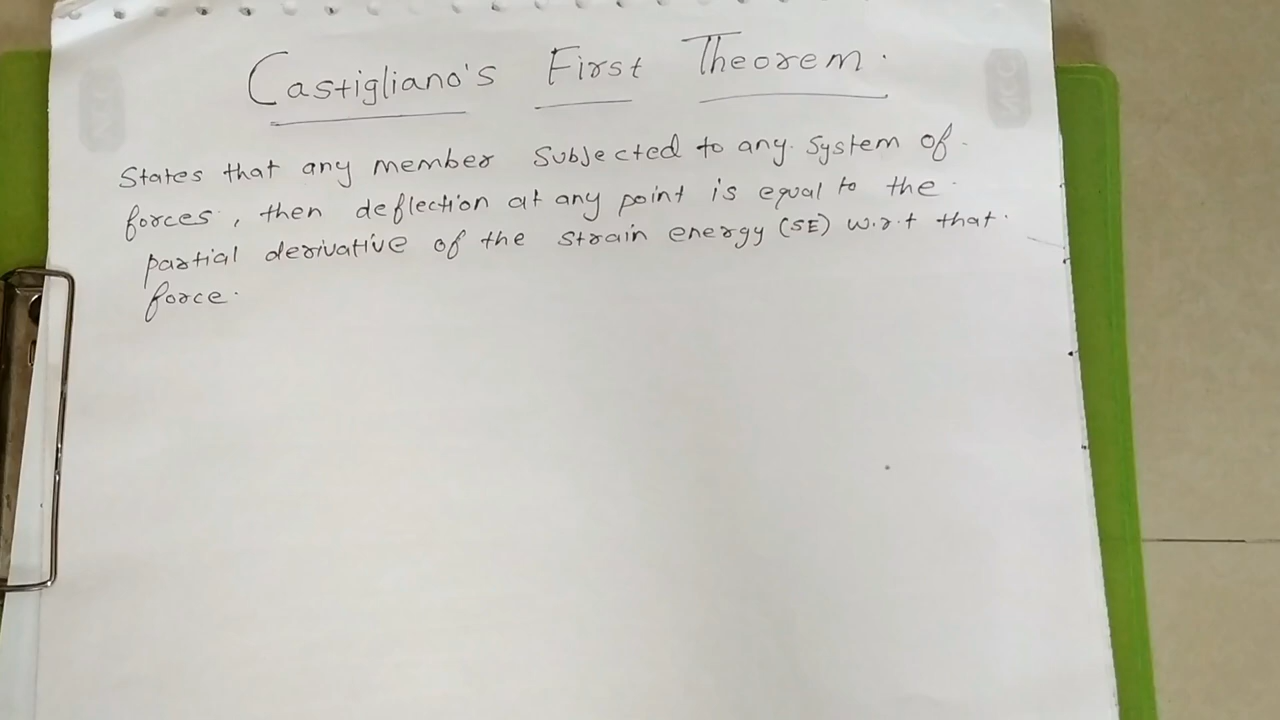 Castigliano's First Theorem.
States that any member subjected to any system of
forces, then deflection at any point is equal to the
partial derivative of the strain energy (SE) w.r.t that
force.